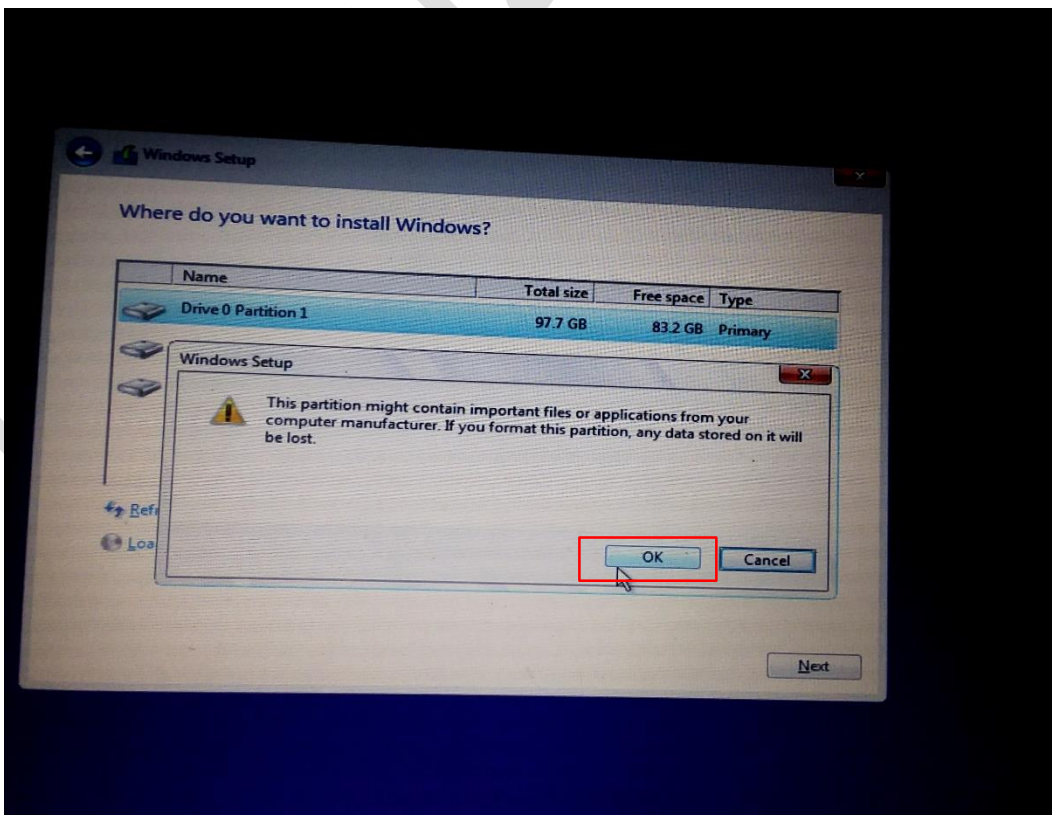 Windows Setup
Where do you want to install Windows?
Name Total size Free space Type
Drive 0 Partition 1 97.7 GB 83.2 GB Primary
Windows Setup
This partition might contain important files or applications from your
computer manufacturer. If you format this partition, any data stored on it will
be lost.
Refr
Loa
OK Cancel
Next